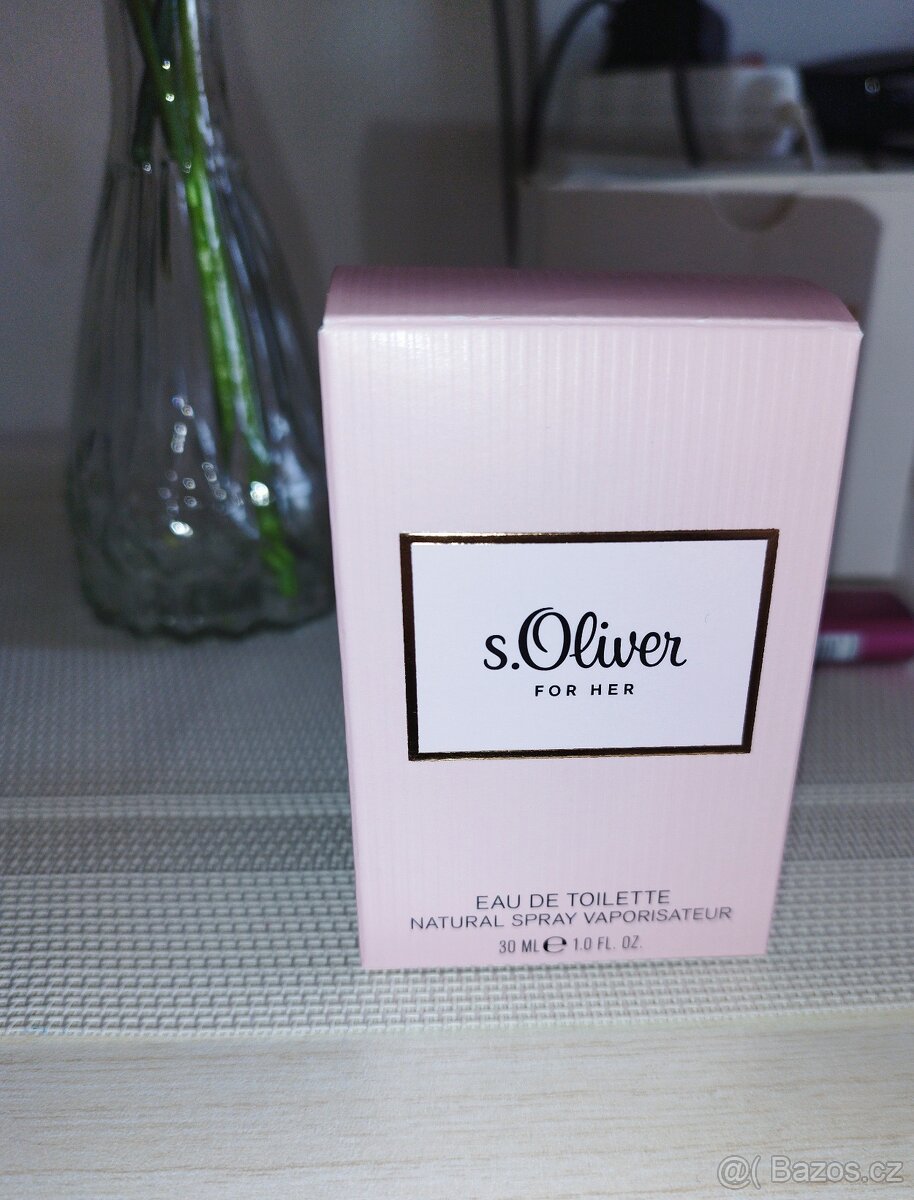 s.Oliver
FOR HER
EAU DE TOILETTE
NATURAL SPRAY VAPORISATEUR
30 ML ℮ 1.0 FL. OZ.
@( Bazos.cz